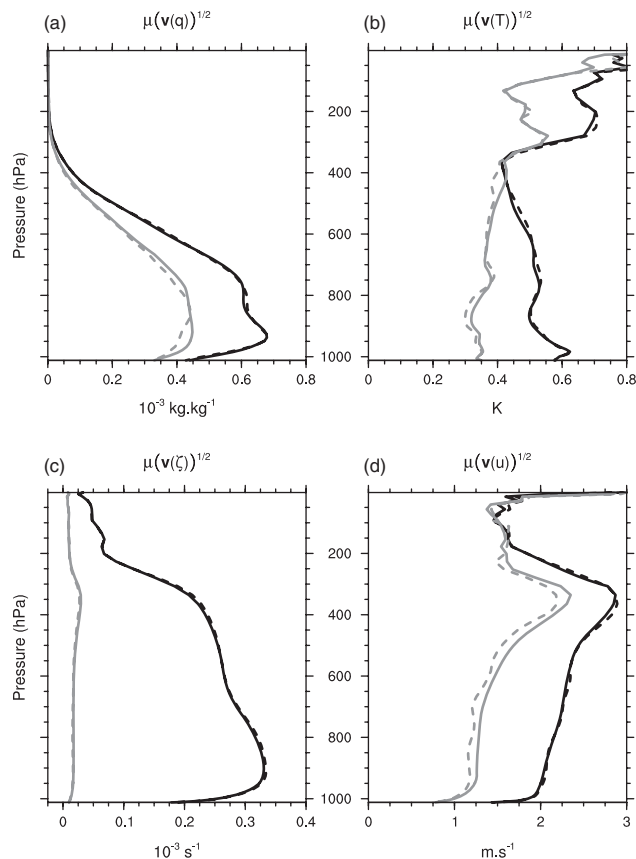 (a) μ(v(q))¹/² (b) μ(v(T))¹/²
Pressure (hPa)
200
400
600
800
1000
0 0.2 0.4 0.6 0.8 0 0.2 0.4 0.6 0.8
10⁻³ kg.kg⁻¹ K
(c) μ(v(ζ))¹/² (d) μ(v(u))¹/²
Pressure (hPa)
200
400
600
800
1000
0 0.1 0.2 0.3 0.4 1 2 3
10⁻³ s⁻¹ m.s⁻¹